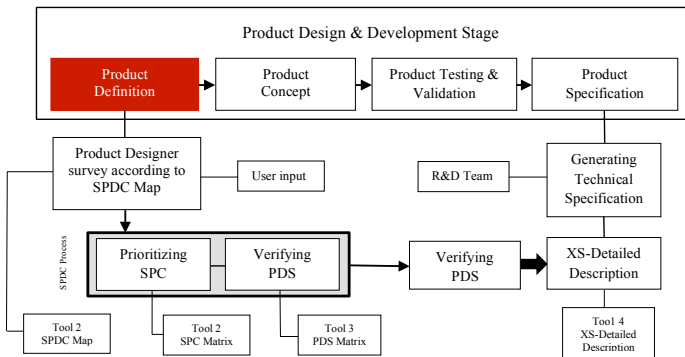 Product Design & Development Stage
Product
Definition
Product
Concept
Product Testing &
Validation
Product
Specification
Product Designer
survey according to
SPDC Map
User input
R&D Team
Generating
Technical
Specification
SPDC Process
Prioritizing
SPC
Verifying
PDS
Verifying
PDS
XS-Detailed
Description
Tool 2
SPDC Map
Tool 2
SPC Matrix
Tool 3
PDS Matrix
Tool 4
XS-Detailed
Description